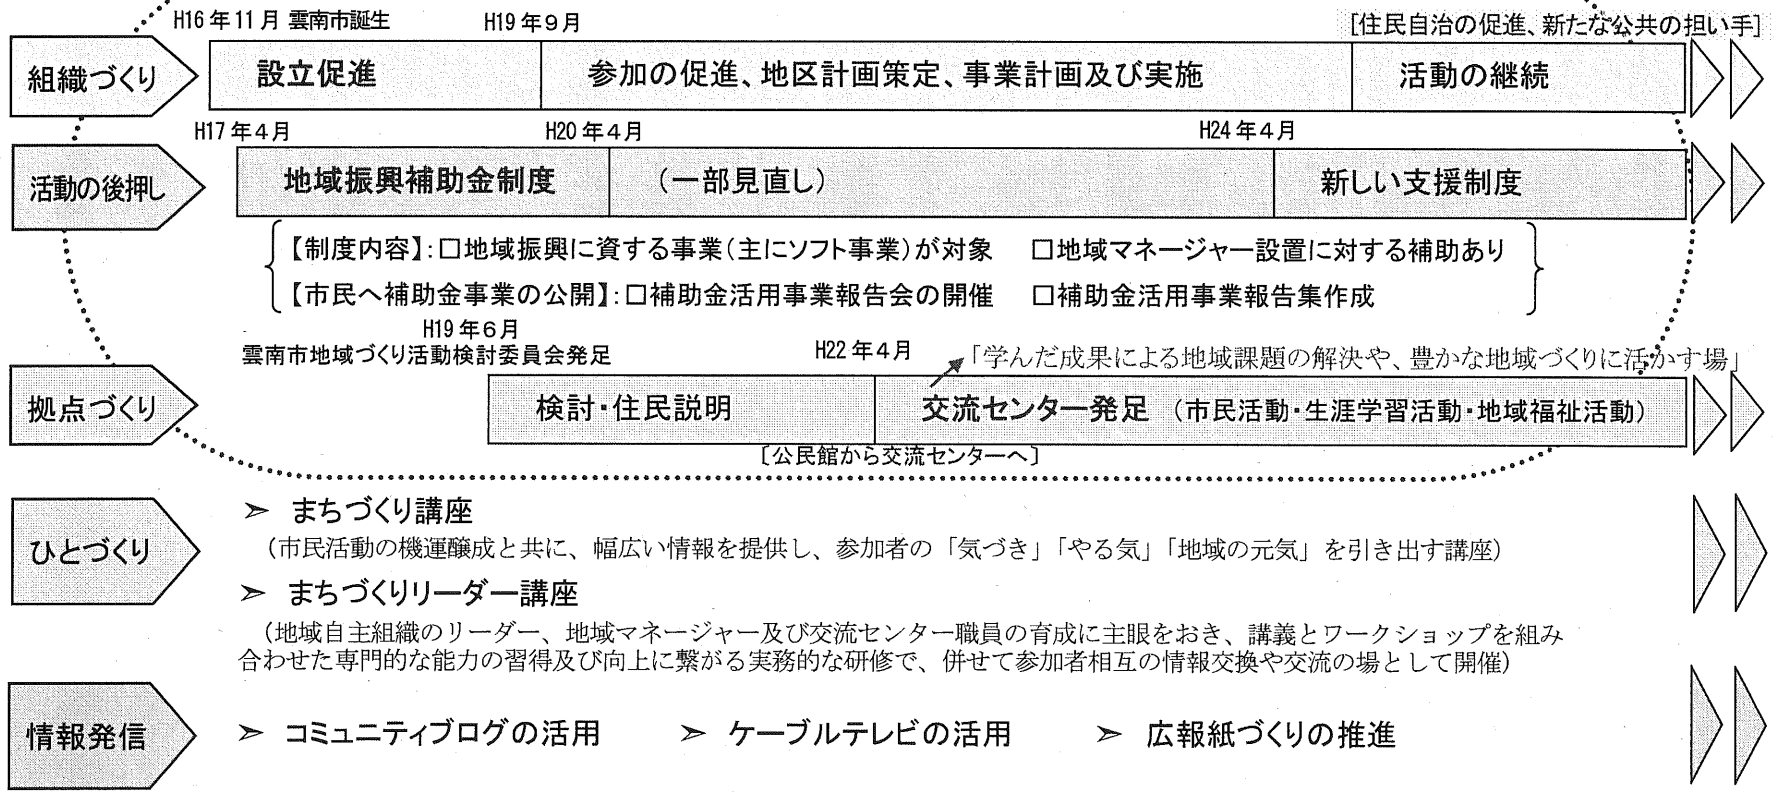 H16年11月 雲南市誕生
H19年9月
[住民自治の促進、新たな公共の担い手]
組織づくり
設立促進
参加の促進、地区計画策定、事業計画及び実施
活動の継続
H17年4月
H20年4月
H24年4月
活動の後押し
地域振興補助金制度
(一部見直し)
新しい支援制度
【制度内容】:□地域振興に資する事業(主にソフト事業)が対象 □地域マネージャー設置に対する補助あり
【市民へ補助金事業の公開】:□補助金活用事業報告会の開催 □補助金活用事業報告集作成
H19年6月
雲南市地域づくり活動検討委員会発足
H22年4月
「学んだ成果による地域課題の解決や、豊かな地域づくりに活かす場」
拠点づくり
検討・住民説明
交流センター発足 (市民活動・生涯学習活動・地域福祉活動)
〔公民館から交流センターへ〕
ひとづくり
➣ まちづくり講座
(市民活動の機運醸成と共に、幅広い情報を提供し、参加者の「気づき」「やる気」「地域の元気」を引き出す講座)
➣ まちづくりリーダー講座
(地域自主組織のリーダー、地域マネージャー及び交流センター職員の育成に主眼をおき、講義とワークショップを組み
合わせた専門的な能力の習得及び向上に繋がる実務的な研修で、併せて参加者相互の情報交換や交流の場として開催)
情報発信
➣ コミュニティブログの活用
➣ ケーブルテレビの活用
➣ 広報紙づくりの推進